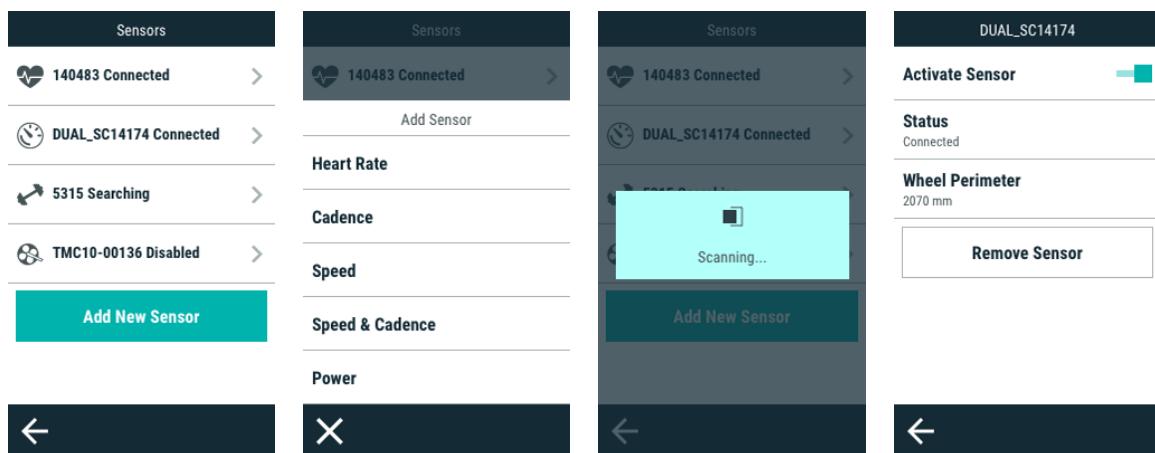 Sensors
140483 Connected
DUAL_SC14174 Connected
5315 Searching
TMC10-00136 Disabled
Add New Sensor
Sensors
140483 Connected
Add Sensor
Heart Rate
Cadence
Speed
Speed & Cadence
Power
Sensors
140483 Connected
DUAL_SC14174 Connected
Scanning...
Add New Sensor
DUAL_SC14174
Activate Sensor
Status
Connected
Wheel Perimeter
2070 mm
Remove Sensor